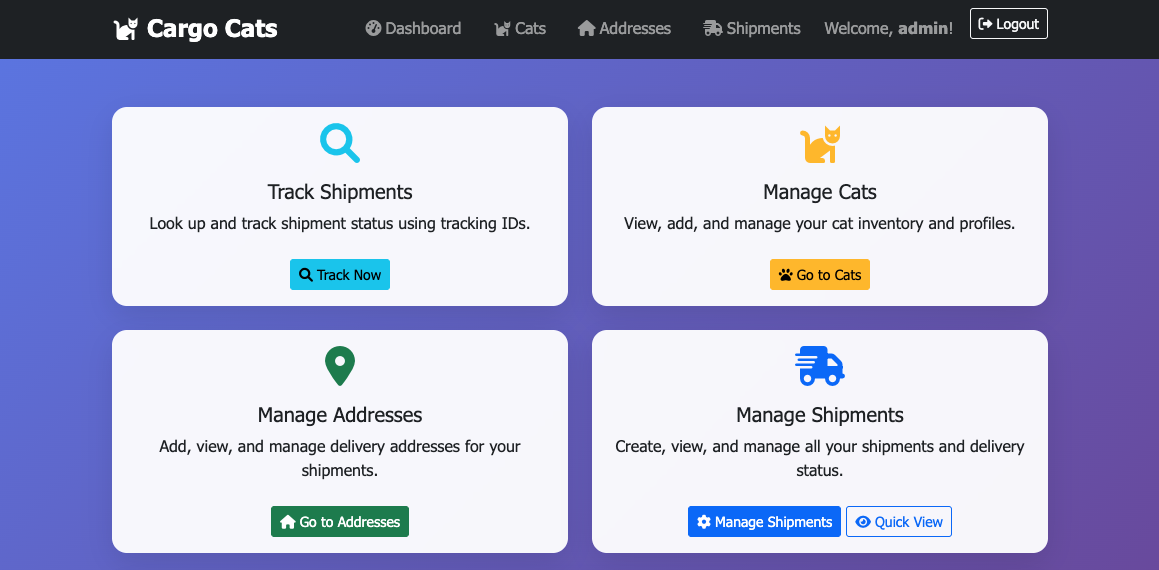 Cargo Cats
Dashboard
Cats
Addresses
Shipments
Welcome, admin!
Logout
Track Shipments
Look up and track shipment status using tracking IDs.
Track Now
Manage Cats
View, add, and manage your cat inventory and profiles.
Go to Cats
Manage Addresses
Add, view, and manage delivery addresses for your
shipments.
Go to Addresses
Manage Shipments
Create, view, and manage all your shipments and delivery
status.
Manage Shipments
Quick View